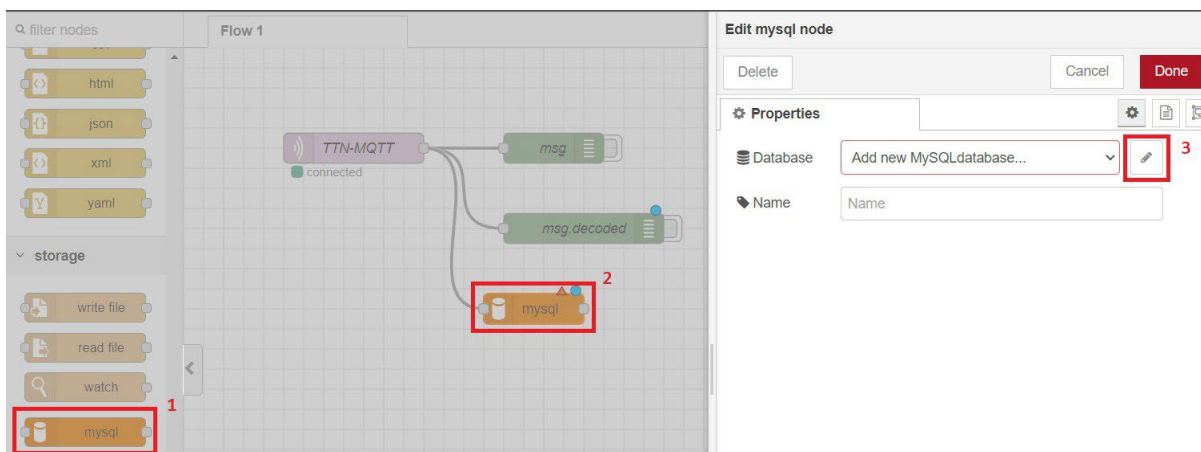 filter nodes
html
json
xml
yaml
storage
write file
read file
watch
mysql
1
Flow 1
TTN-MQTT
connected
msg
msg.decoded
mysql
2
Edit mysql node
Delete
Cancel
Done
Properties
Database
Add new MySQLdatabase...
3
Name
Name